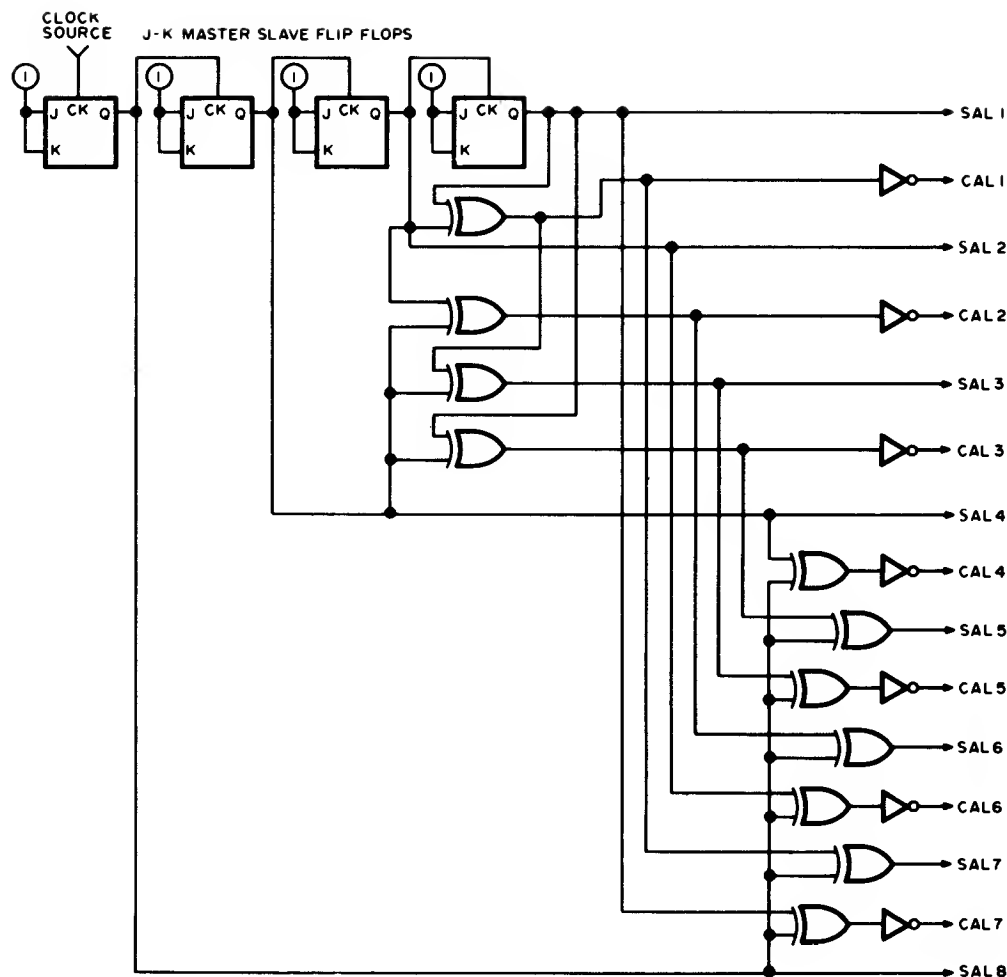 CLOCK
SOURCE
J-K MASTER SLAVE FLIP FLOPS
1 1 1 1
J CK Q J CK Q J CK Q J CK Q
K K K K
SAL 1
CAL 1
SAL 2
CAL 2
SAL 3
CAL 3
SAL 4
CAL 4
SAL 5
CAL 5
SAL 6
CAL 6
SAL 7
CAL 7
SAL 8